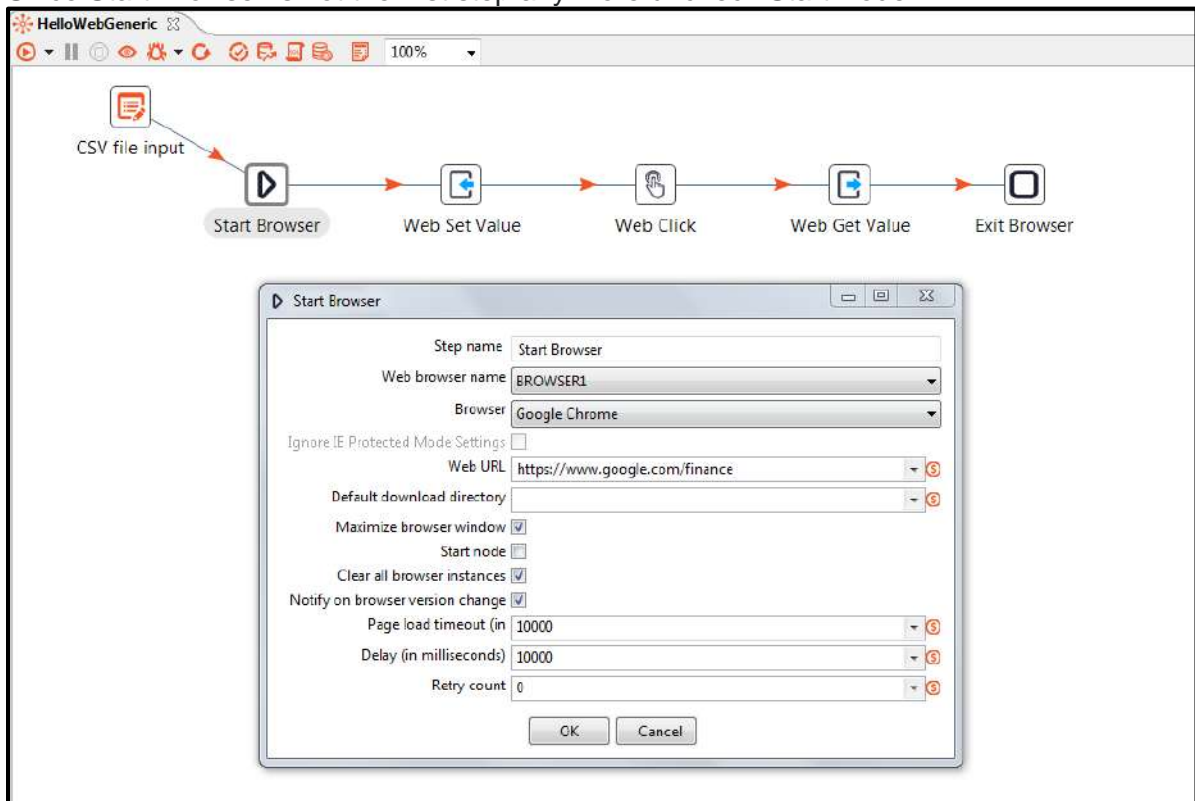 HelloWebGeneric
100%
CSV file input
Start Browser
Web Set Value
Web Click
Web Get Value
Exit Browser
Start Browser
Step name Start Browser
Web browser name BROWSER1
Browser Google Chrome
Ignore IE Protected Mode Settings
Web URL https://www.google.com/finance
Default download directory
Maximize browser window
Start node
Clear all browser instances
Notify on browser version change
Page load timeout (in 10000
Delay (in milliseconds) 10000
Retry count 0
OK Cancel